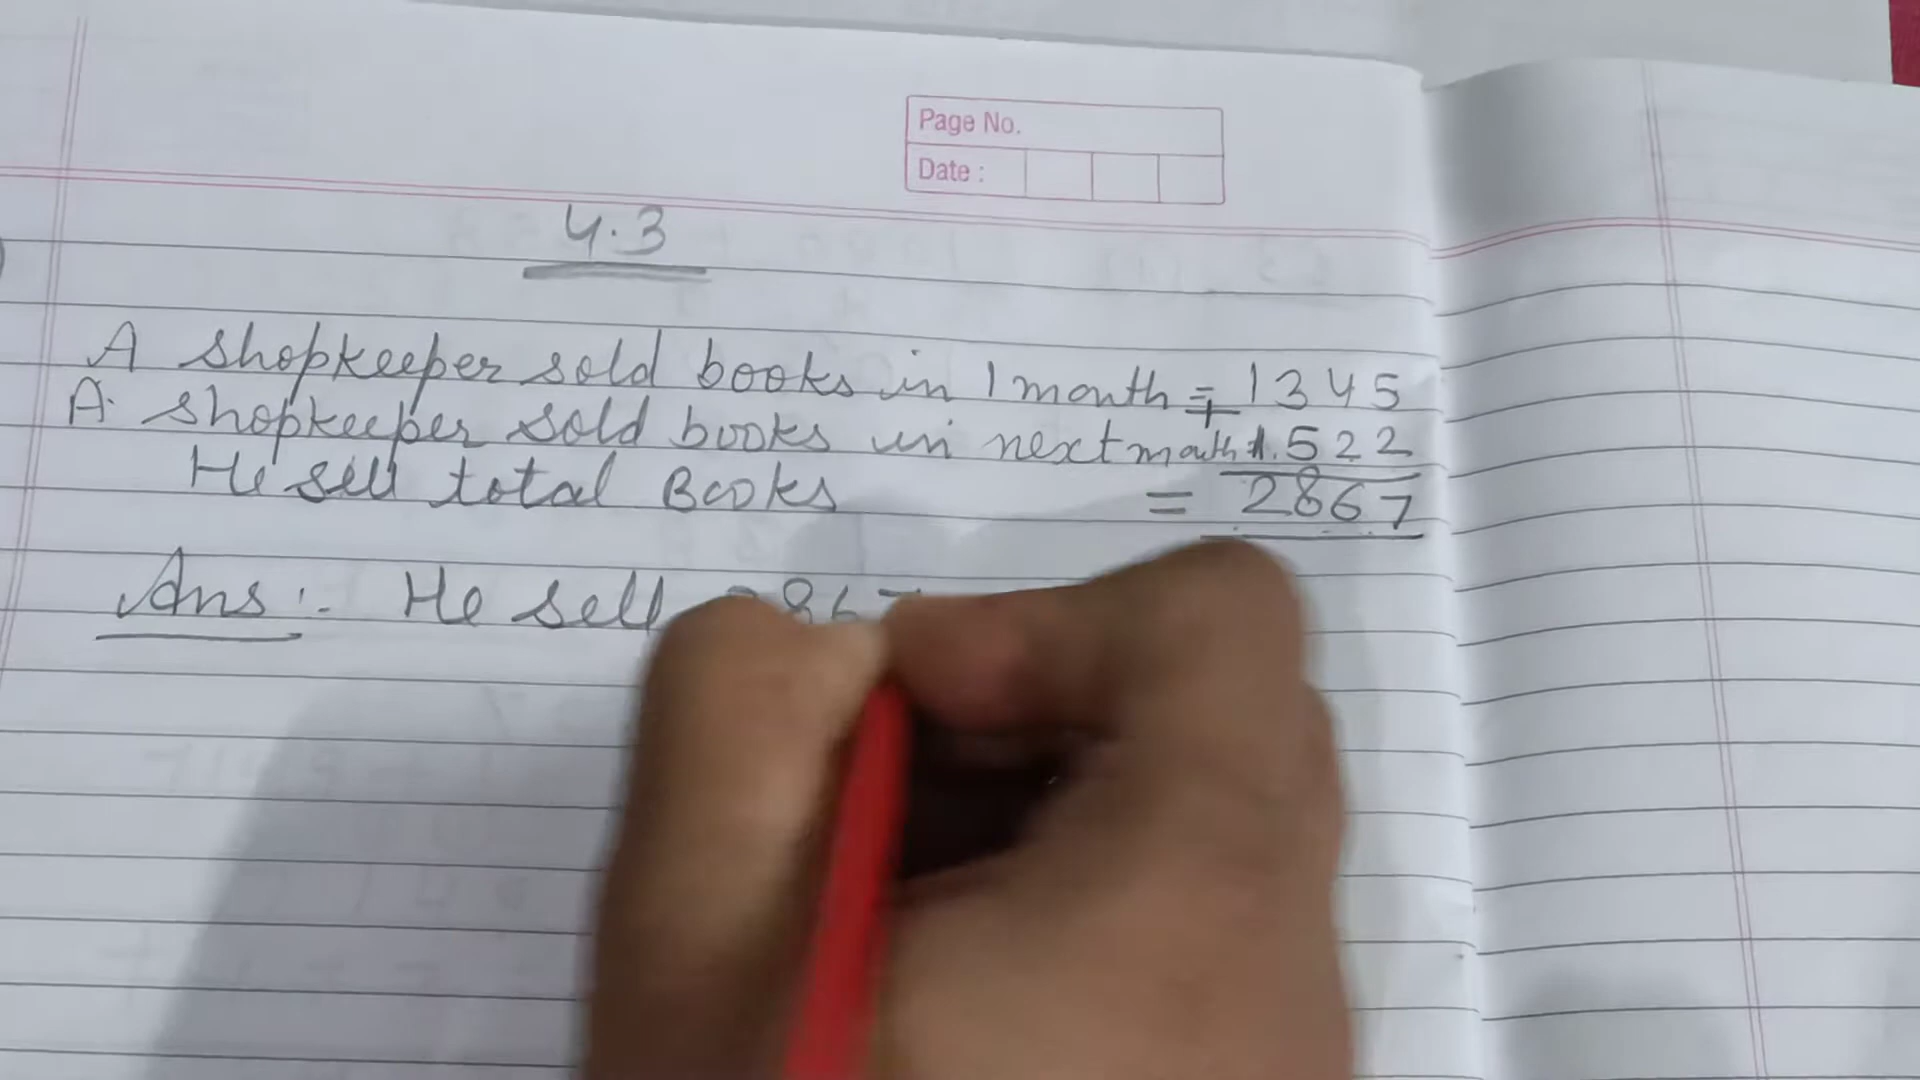 Page No.
Date :
4.3
A shopkeeper sold books in 1 month = 1345
A. shopkeeper sold books in next month + 1522
He sell total Books = 2867
Ans :- He sell 2867